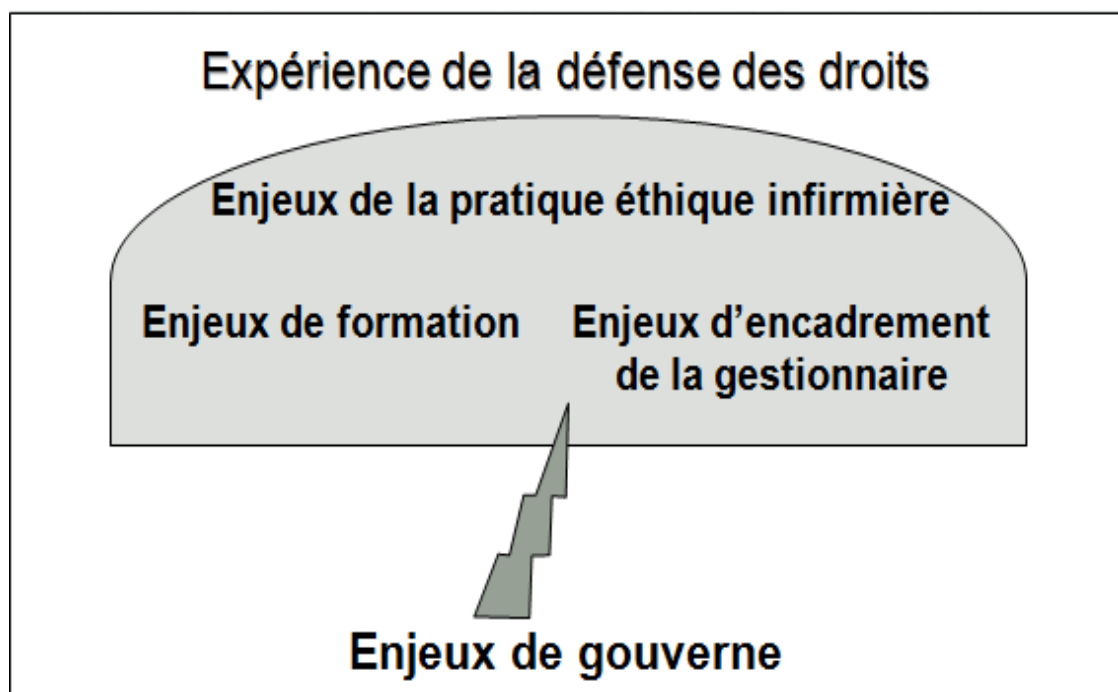 Expérience de la défense des droits
Enjeux de la pratique éthique infirmière
Enjeux de formation
Enjeux d’encadrement
de la gestionnaire
Enjeux de gouverne